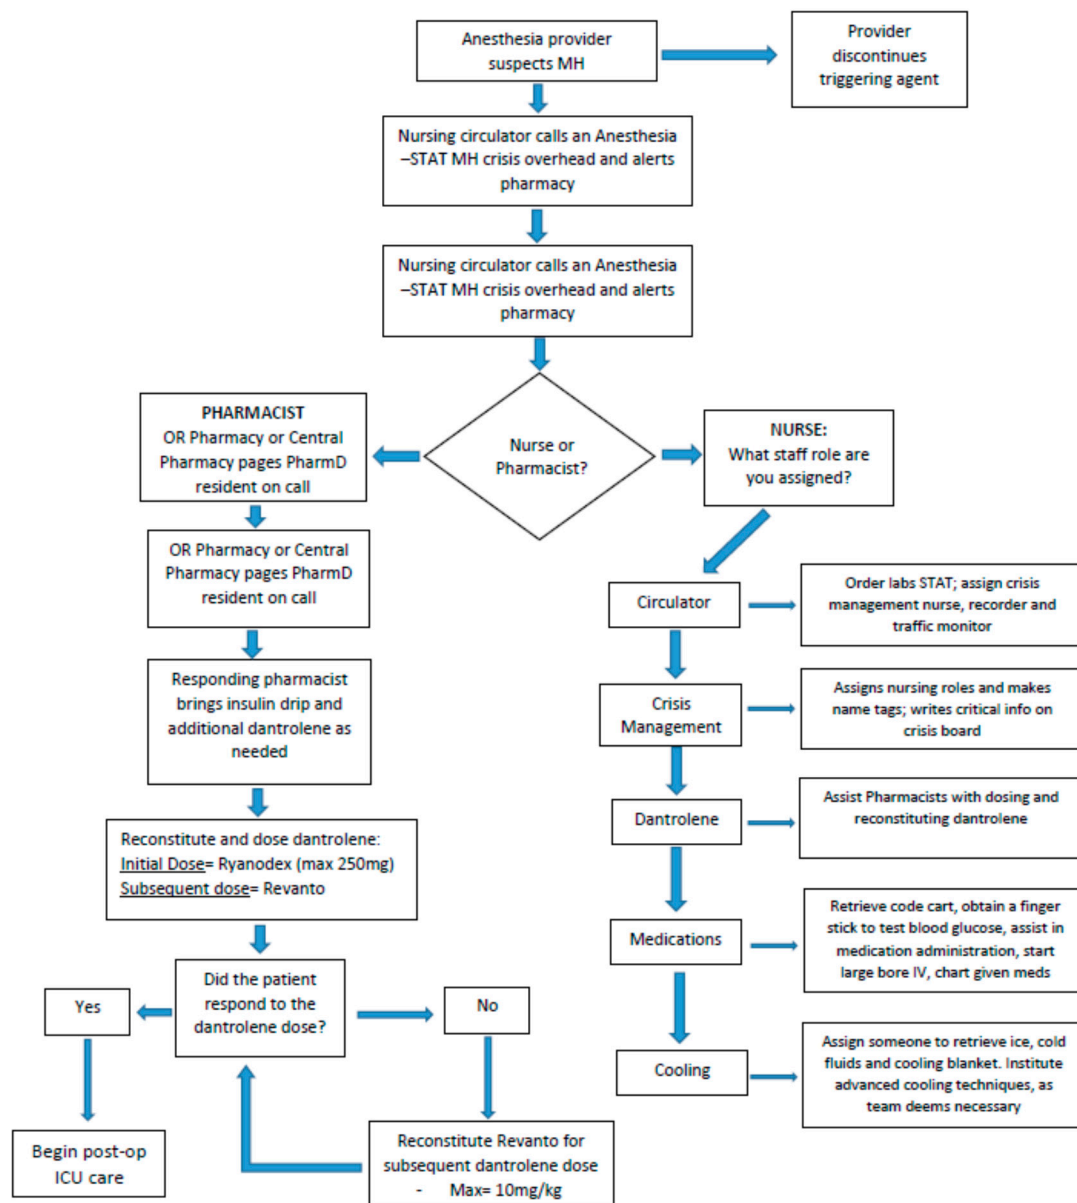 Anesthesia provider
suspects MH
Provider
discontinues
triggering agent
Nursing circulator calls an Anesthesia
–STAT MH crisis overhead and alerts
pharmacy
Nursing circulator calls an Anesthesia
–STAT MH crisis overhead and alerts
pharmacy
Nurse or
Pharmacist?
PHARMACIST
OR Pharmacy or Central
Pharmacy pages PharmD
resident on call
OR Pharmacy or Central
Pharmacy pages PharmD
resident on call
Responding pharmacist
brings insulin drip and
additional dantrolene as
needed
Reconstitute and dose dantrolene:
Initial Dose= Ryanodex (max 250mg)
Subsequent dose= Revanto
Did the patient
respond to the
dantrolene dose?
Yes
No
Begin post-op
ICU care
Reconstitute Revanto for
subsequent dantrolene dose
- Max= 10mg/kg
NURSE:
What staff role are
you assigned?
Circulator
Order labs STAT; assign crisis
management nurse, recorder and
traffic monitor
Crisis
Management
Assigns nursing roles and makes
name tags; writes critical info on
crisis board
Dantrolene
Assist Pharmacists with dosing and
reconstituting dantrolene
Medications
Retrieve code cart, obtain a finger
stick to test blood glucose, assist in
medication administration, start
large bore IV, chart given meds
Cooling
Assign someone to retrieve ice, cold
fluids and cooling blanket. Institute
advanced cooling techniques, as
team deems necessary